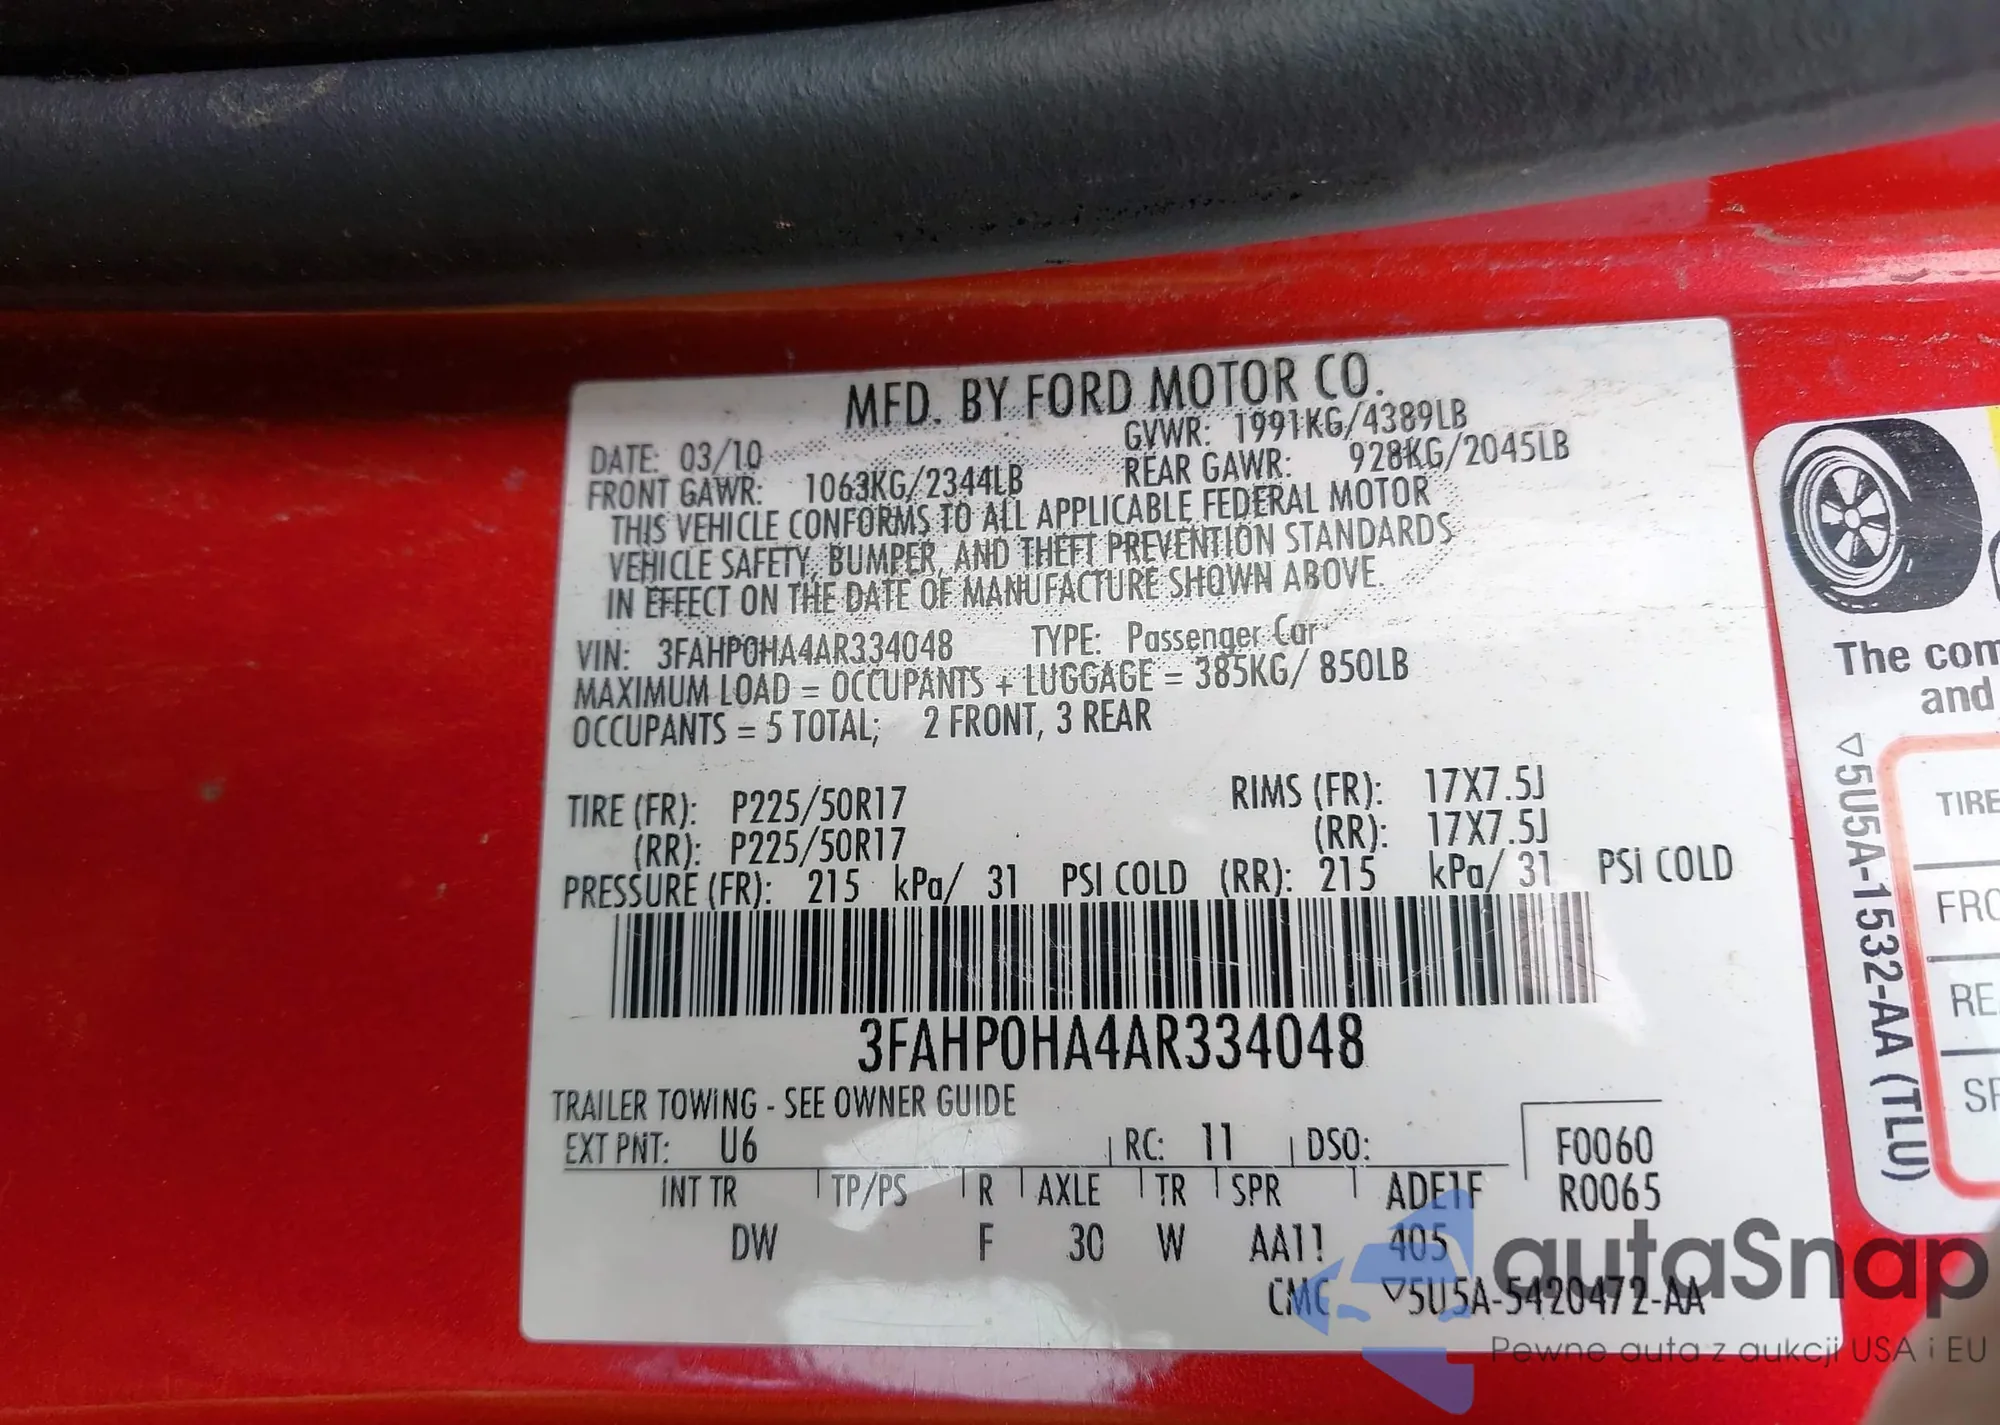 MFD. BY FORD MOTOR CO.
DATE: 03/10 GVWR: 1991KG/4389LB
FRONT GAWR: 1063KG/2344LB REAR GAWR: 928KG/2045LB
THIS VEHICLE CONFORMS TO ALL APPLICABLE FEDERAL MOTOR
VEHICLE SAFETY, BUMPER, AND THEFT PREVENTION STANDARDS
IN EFFECT ON THE DATE OF MANUFACTURE SHOWN ABOVE.
VIN: 3FAHP0HA4AR334048 TYPE: Passenger Car
MAXIMUM LOAD = OCCUPANTS + LUGGAGE = 385KG/ 850LB
OCCUPANTS = 5 TOTAL; 2 FRONT, 3 REAR
TIRE (FR): P225/50R17 RIMS (FR): 17X7.5J
(RR): P225/50R17 (RR): 17X7.5J
PRESSURE (FR): 215 kPa/ 31 PSI COLD (RR): 215 kPa/ 31 PSI COLD
3FAHP0HA4AR334048
TRAILER TOWING - SEE OWNER GUIDE
EXT PNT: U6 RC: 11 DSO: F0060
INT TR TP/PS R AXLE TR SPR ADE1F R0065
DW F 30 W AA11 405
CMC ▽5U5A-5420472-AA
The com
and
▽5U5A-1532-AA (TLU)
TIRE
FRO
REA
SP
autaSnap
Pewne auta z aukcji USA i EU